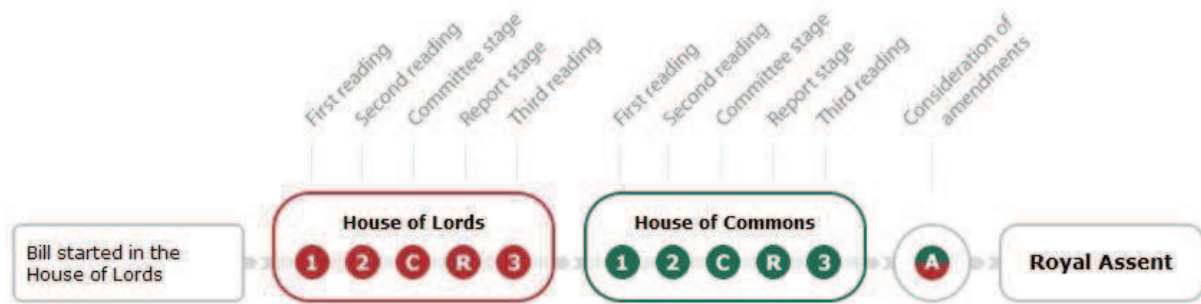 First reading
Second reading
Committee stage
Report stage
Third reading
First reading
Second reading
Committee stage
Report stage
Third reading
Consideration of
amendments
Bill started in the
House of Lords
House of Lords
1 2 C R 3
House of Commons
1 2 C R 3
A
Royal Assent